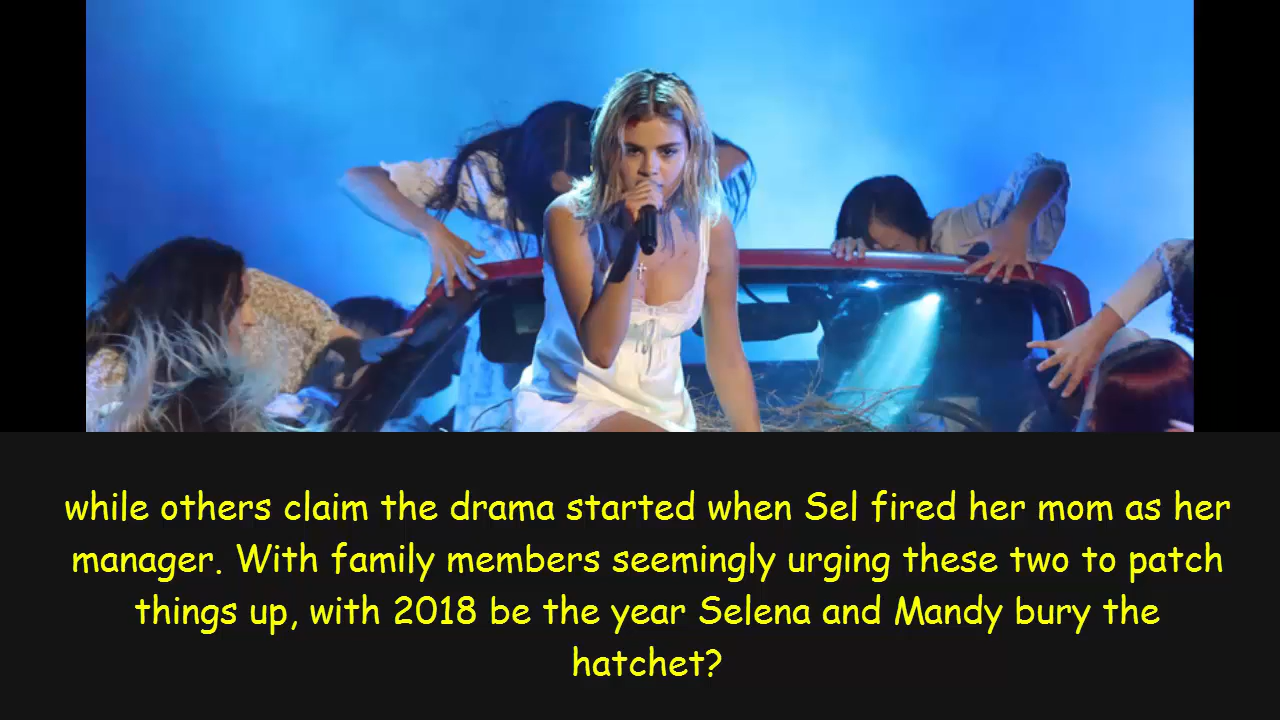 while others claim the drama started when Sel fired her mom as her
manager. With family members seemingly urging these two to patch
things up, with 2018 be the year Selena and Mandy bury the
hatchet?